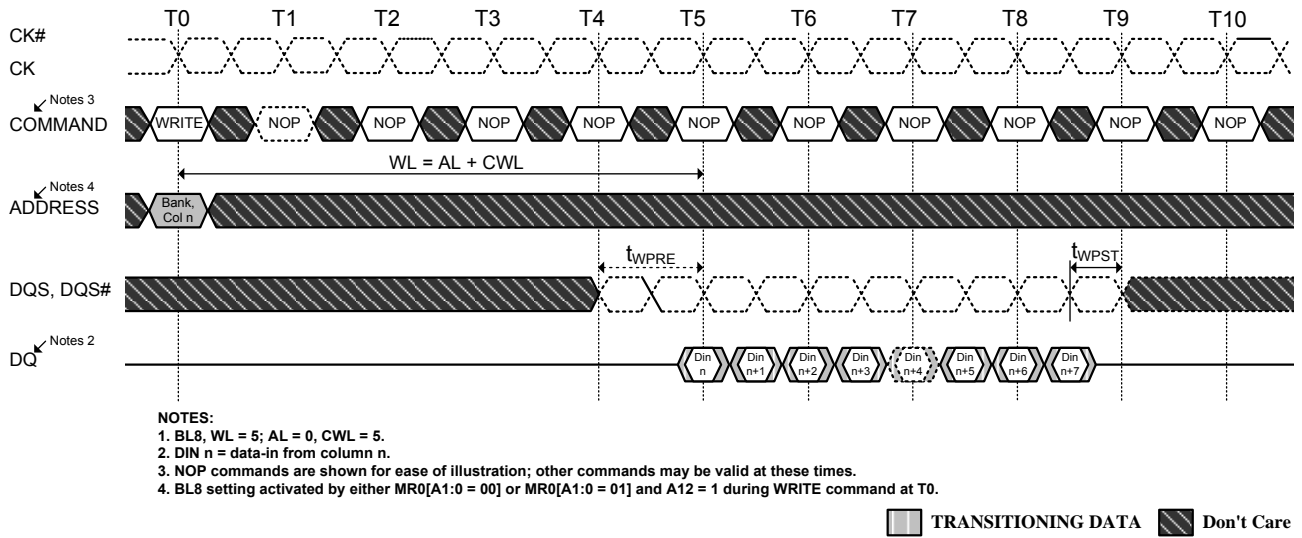 T0 T1 T2 T3 T4 T5 T6 T7 T8 T9 T10
CK#
CK
Notes 3
COMMAND
WRITE NOP NOP NOP NOP NOP NOP NOP NOP NOP NOP
WL = AL + CWL
Notes 4
ADDRESS
Bank,
Col n
tWPRE
tWPST
DQS, DQS#
Notes 2
DQ
Din Din Din Din Din Din Din Din
n n+1 n+2 n+3 n+4 n+5 n+6 n+7
NOTES:
1. BL8, WL = 5; AL = 0, CWL = 5.
2. DIN n = data-in from column n.
3. NOP commands are shown for ease of illustration; other commands may be valid at these times.
4. BL8 setting activated by either MR0[A1:0 = 00] or MR0[A1:0 = 01] and A12 = 1 during WRITE command at T0.
TRANSITIONING DATA Don't Care